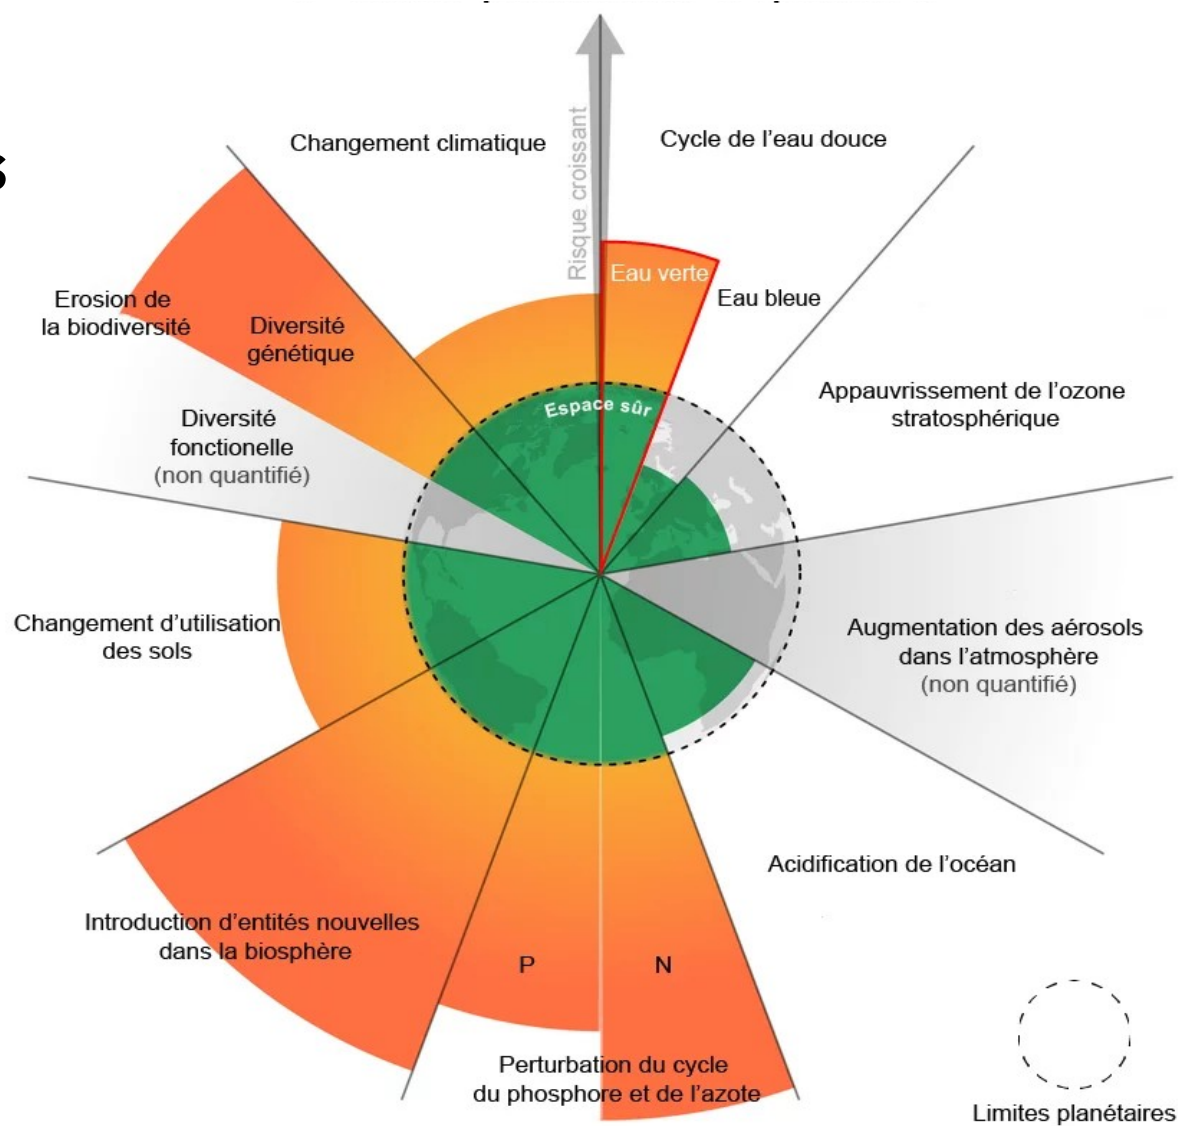 Changement climatique
Cycle de l’eau douce
Risque croissant
Eau verte
Eau bleue
Erosion de
la biodiversité
Diversité
génétique
Appauvrissement de l’ozone
stratosphérique
Espace sûr
Diversité
fonctionelle
(non quantifié)
Changement d’utilisation
des sols
Augmentation des aérosols
dans l’atmosphère
(non quantifié)
Acidification de l’océan
Introduction d’entités nouvelles
dans la biosphère
P
N
Perturbation du cycle
du phosphore et de l’azote
Limites planétaires